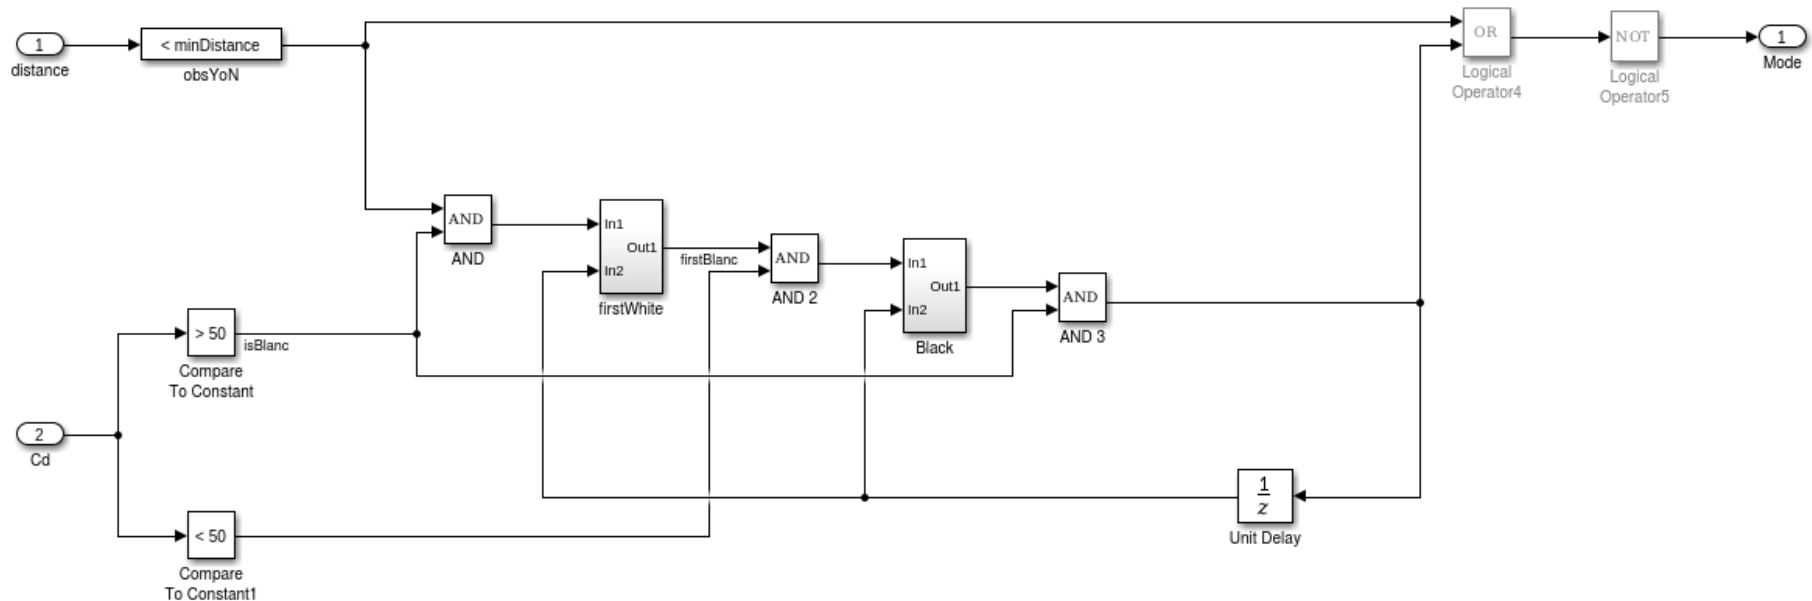 1
distance
< minDistance
obsYoN
OR
Logical
Operator4
NOT
Logical
Operator5
1
Mode
AND
AND
In1
In2
Out1
firstWhite
firstBlanc
AND
AND 2
In1
In2
Out1
Black
AND
AND 3
> 50
isBlanc
Compare
To Constant
2
Cd
< 50
Compare
To Constant1
1
z
Unit Delay